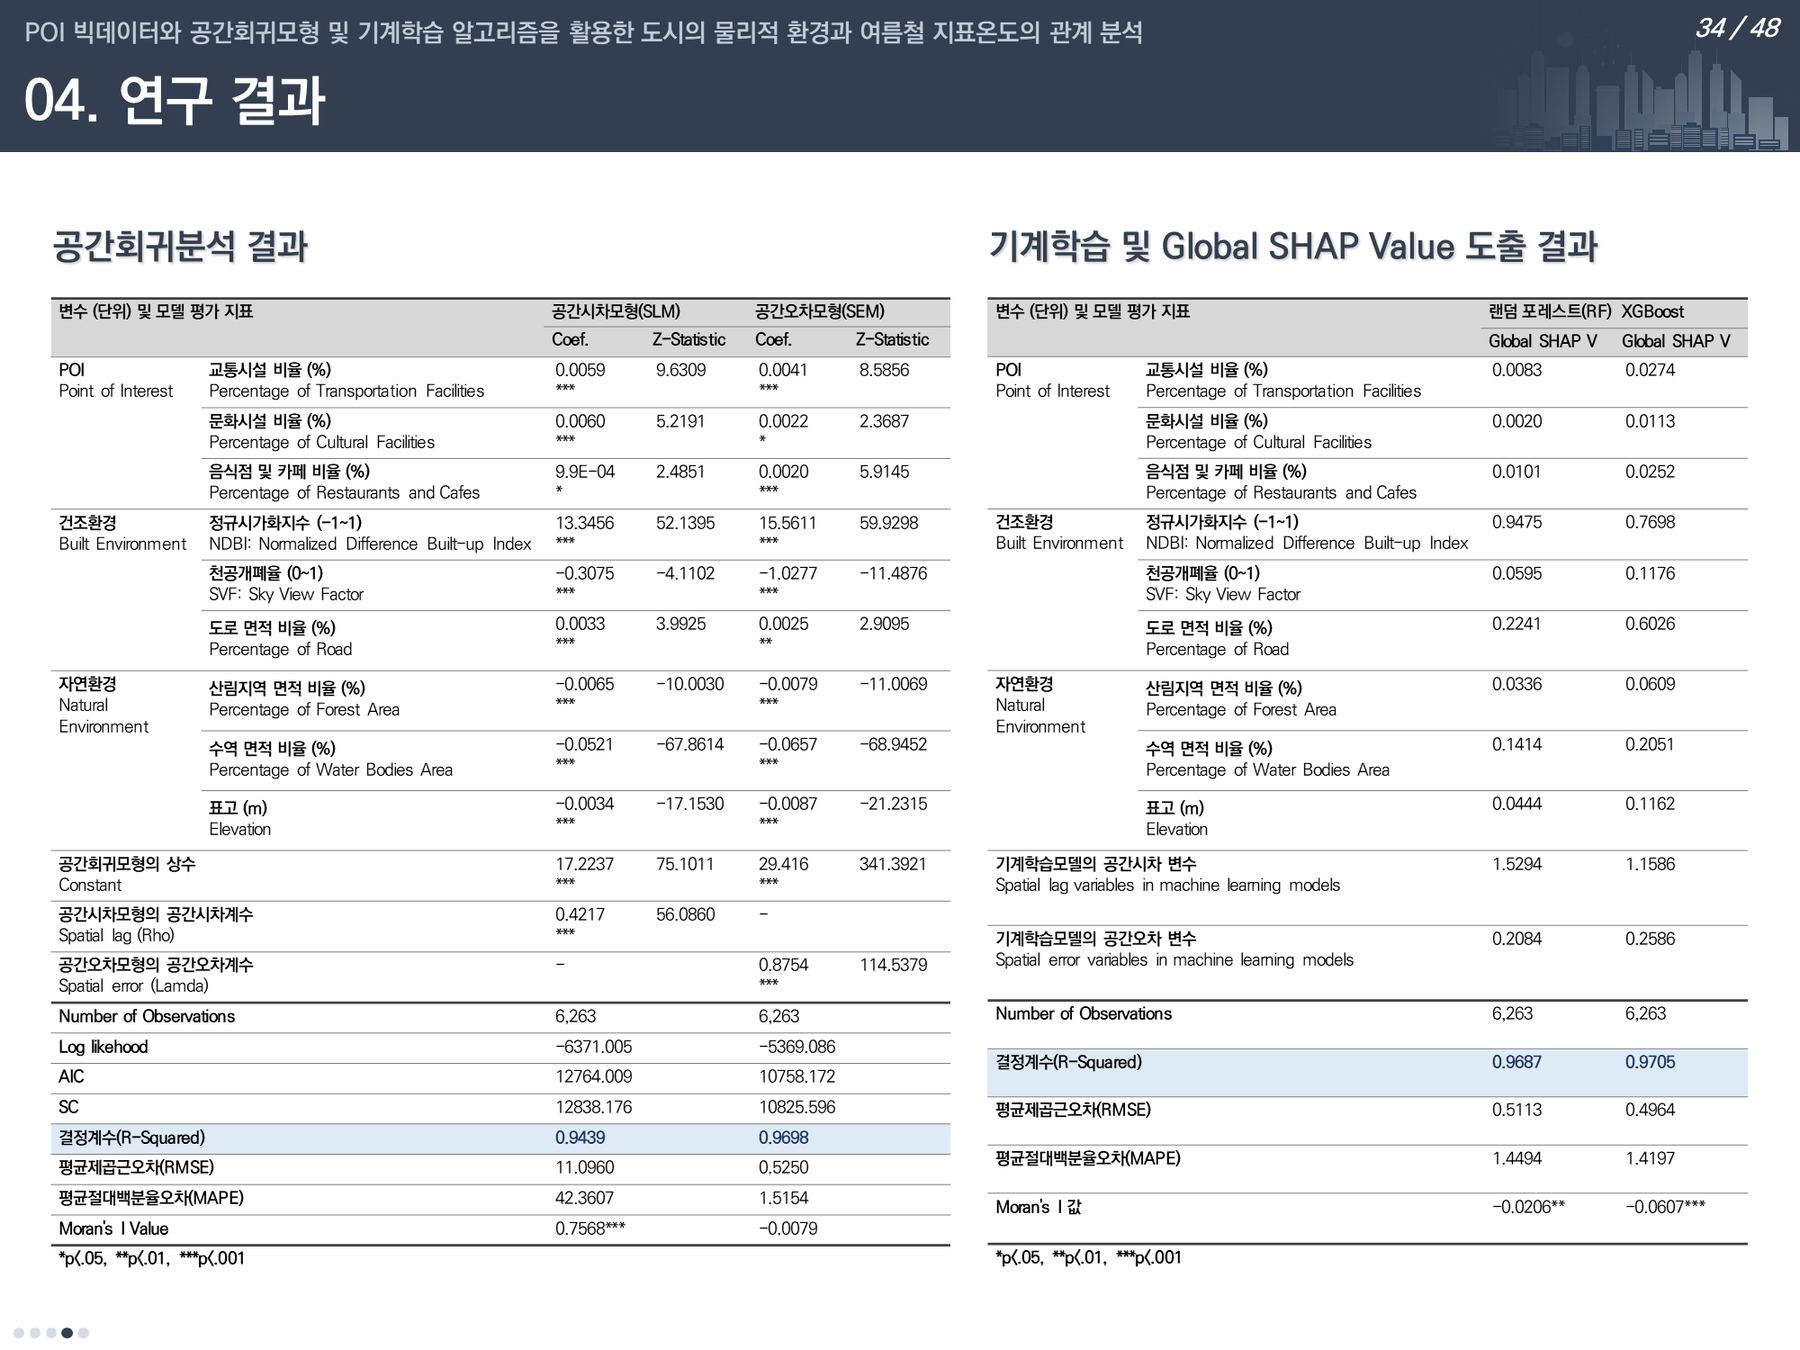 POI 빅데이터와 공간회귀모형 및 기계학습 알고리즘을 활용한 도시의 물리적 환경과 여름철 지표온도의 관계 분석
34 / 48
04. 연구 결과
공간회귀분석 결과
변수 (단위) 및 모델 평가 지표 공간시차모형(SLM) 공간오차모형(SEM)
Coef. Z-Statistic Coef. Z-Statistic
POI 교통시설 비율 (%) 0.0059 9.6309 0.0041 8.5856
Point of Interest Percentage of Transportation Facilities *** ***
문화시설 비율 (%) 0.0060 5.2191 0.0022 2.3687
Percentage of Cultural Facilities *** *
음식점 및 카페 비율 (%) 9.9E-04 2.4851 0.0020 5.9145
Percentage of Restaurants and Cafes * ***
건조환경 정규시가화지수 (-1~1) 13.3456 52.1395 15.5611 59.9298
Built Environment NDBI: Normalized Difference Built-up Index *** ***
천공개폐율 (0~1) -0.3075 -4.1102 -1.0277 -11.4876
SVF: Sky View Factor *** ***
도로 면적 비율 (%) 0.0033 3.9925 0.0025 2.9095
Percentage of Road *** **
자연환경 산림지역 면적 비율 (%) -0.0065 -10.0030 -0.0079 -11.0069
Natural Percentage of Forest Area *** ***
Environment
수역 면적 비율 (%) -0.0521 -67.8614 -0.0657 -68.9452
Percentage of Water Bodies Area *** ***
표고 (m) -0.0034 -17.1530 -0.0087 -21.2315
Elevation *** ***
공간회귀모형의 상수 17.2237 75.1011 29.416 341.3921
Constant *** ***
공간시차모형의 공간시차계수 0.4217 56.0860 -
Spatial lag (Rho) ***
공간오차모형의 공간오차계수 - 0.8754 114.5379
Spatial error (Lamda) ***
Number of Observations 6,263 6,263
Log likehood -6371.005 -5369.086
AIC 12764.009 10758.172
SC 12838.176 10825.596
결정계수(R-Squared) 0.9439 0.9698
평균제곱근오차(RMSE) 11.0960 0.5250
평균절대백분율오차(MAPE) 42.3607 1.5154
Moran's I Value 0.7568*** -0.0079
*p<.05, **p<.01, ***p<.001
기계학습 및 Global SHAP Value 도출 결과
변수 (단위) 및 모델 평가 지표 랜덤 포레스트(RF) XGBoost
Global SHAP V Global SHAP V
POI 교통시설 비율 (%) 0.0083 0.0274
Point of Interest Percentage of Transportation Facilities
문화시설 비율 (%) 0.0020 0.0113
Percentage of Cultural Facilities
음식점 및 카페 비율 (%) 0.0101 0.0252
Percentage of Restaurants and Cafes
건조환경 정규시가화지수 (-1~1) 0.9475 0.7698
Built Environment NDBI: Normalized Difference Built-up Index
천공개폐율 (0~1) 0.0595 0.1176
SVF: Sky View Factor
도로 면적 비율 (%) 0.2241 0.6026
Percentage of Road
자연환경 산림지역 면적 비율 (%) 0.0336 0.0609
Natural Percentage of Forest Area
Environment
수역 면적 비율 (%) 0.1414 0.2051
Percentage of Water Bodies Area
표고 (m) 0.0444 0.1162
Elevation
기계학습모델의 공간시차 변수 1.5294 1.1586
Spatial lag variables in machine learning models
기계학습모델의 공간오차 변수 0.2084 0.2586
Spatial error variables in machine learning models
Number of Observations 6,263 6,263
결정계수(R-Squared) 0.9687 0.9705
평균제곱근오차(RMSE) 0.5113 0.4964
평균절대백분율오차(MAPE) 1.4494 1.4197
Moran's I 값 -0.0206** -0.0607***
*p<.05, **p<.01, ***p<.001